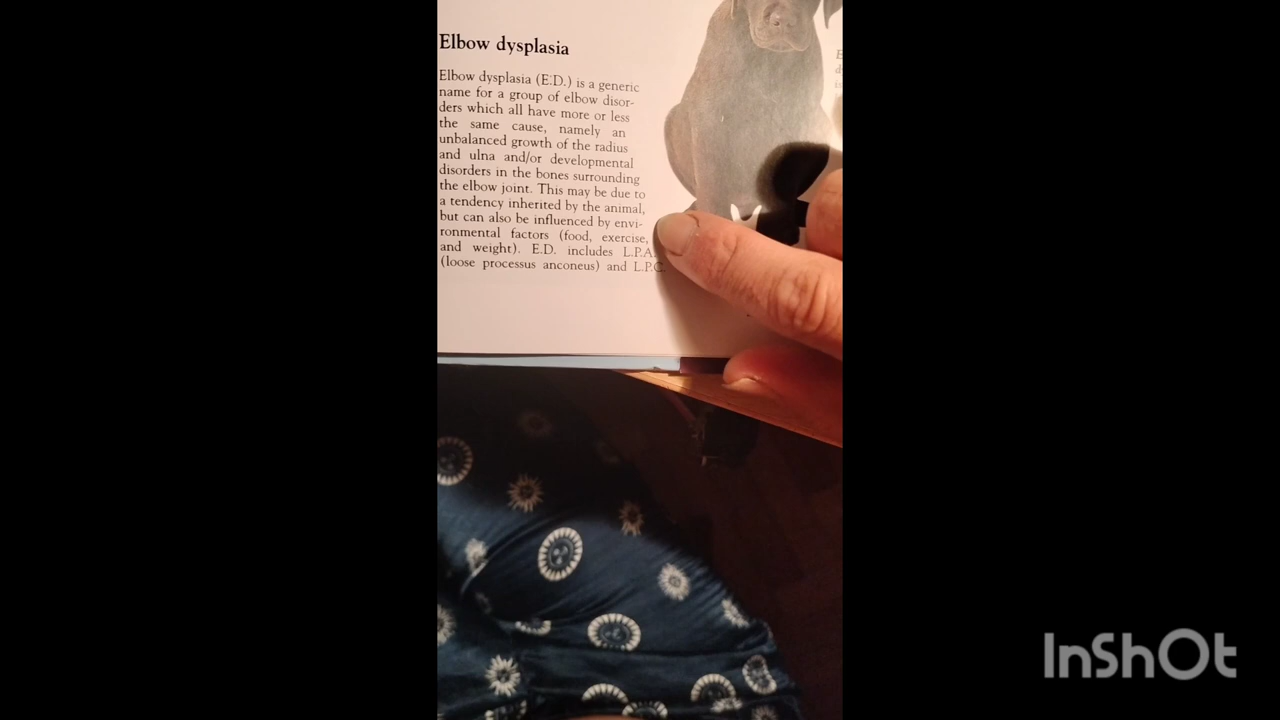 Elbow dysplasia
Elbow dysplasia (E.D.) is a generic
name for a group of elbow disor-
ders which all have more or less
the same cause, namely an
unbalanced growth of the radius
and ulna and/or developmental
disorders in the bones surrounding
the elbow joint. This may be due to
a tendency inherited by the animal,
but can also be influenced by envi-
ronmental factors (food, exercise,
and weight). E.D. includes L.P.A.
(loose processus anconeus) and L.P.C.
InShOt